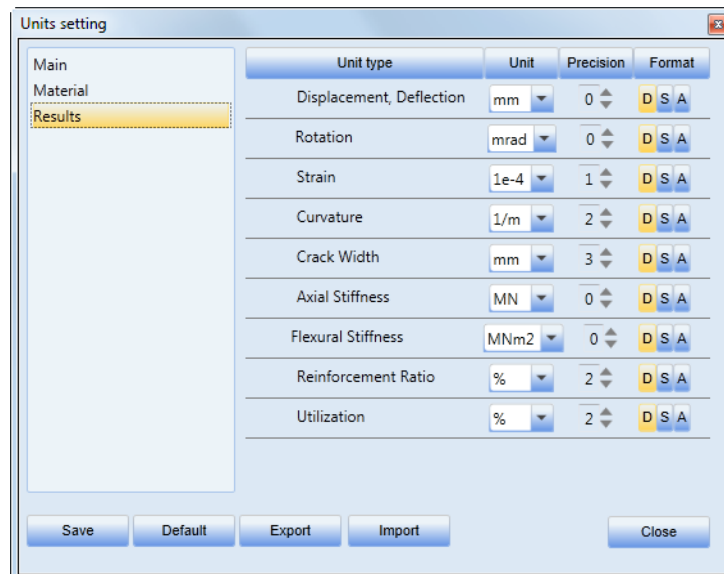 Units setting
Main
Material
Results
Unit type Unit Precision Format
Displacement, Deflection mm 0 D S A
Rotation mrad 0 D S A
Strain 1e-4 1 D S A
Curvature 1/m 2 D S A
Crack Width mm 3 D S A
Axial Stiffness MN 0 D S A
Flexural Stiffness MNm2 0 D S A
Reinforcement Ratio % 2 D S A
Utilization % 2 D S A
Save Default Export Import Close